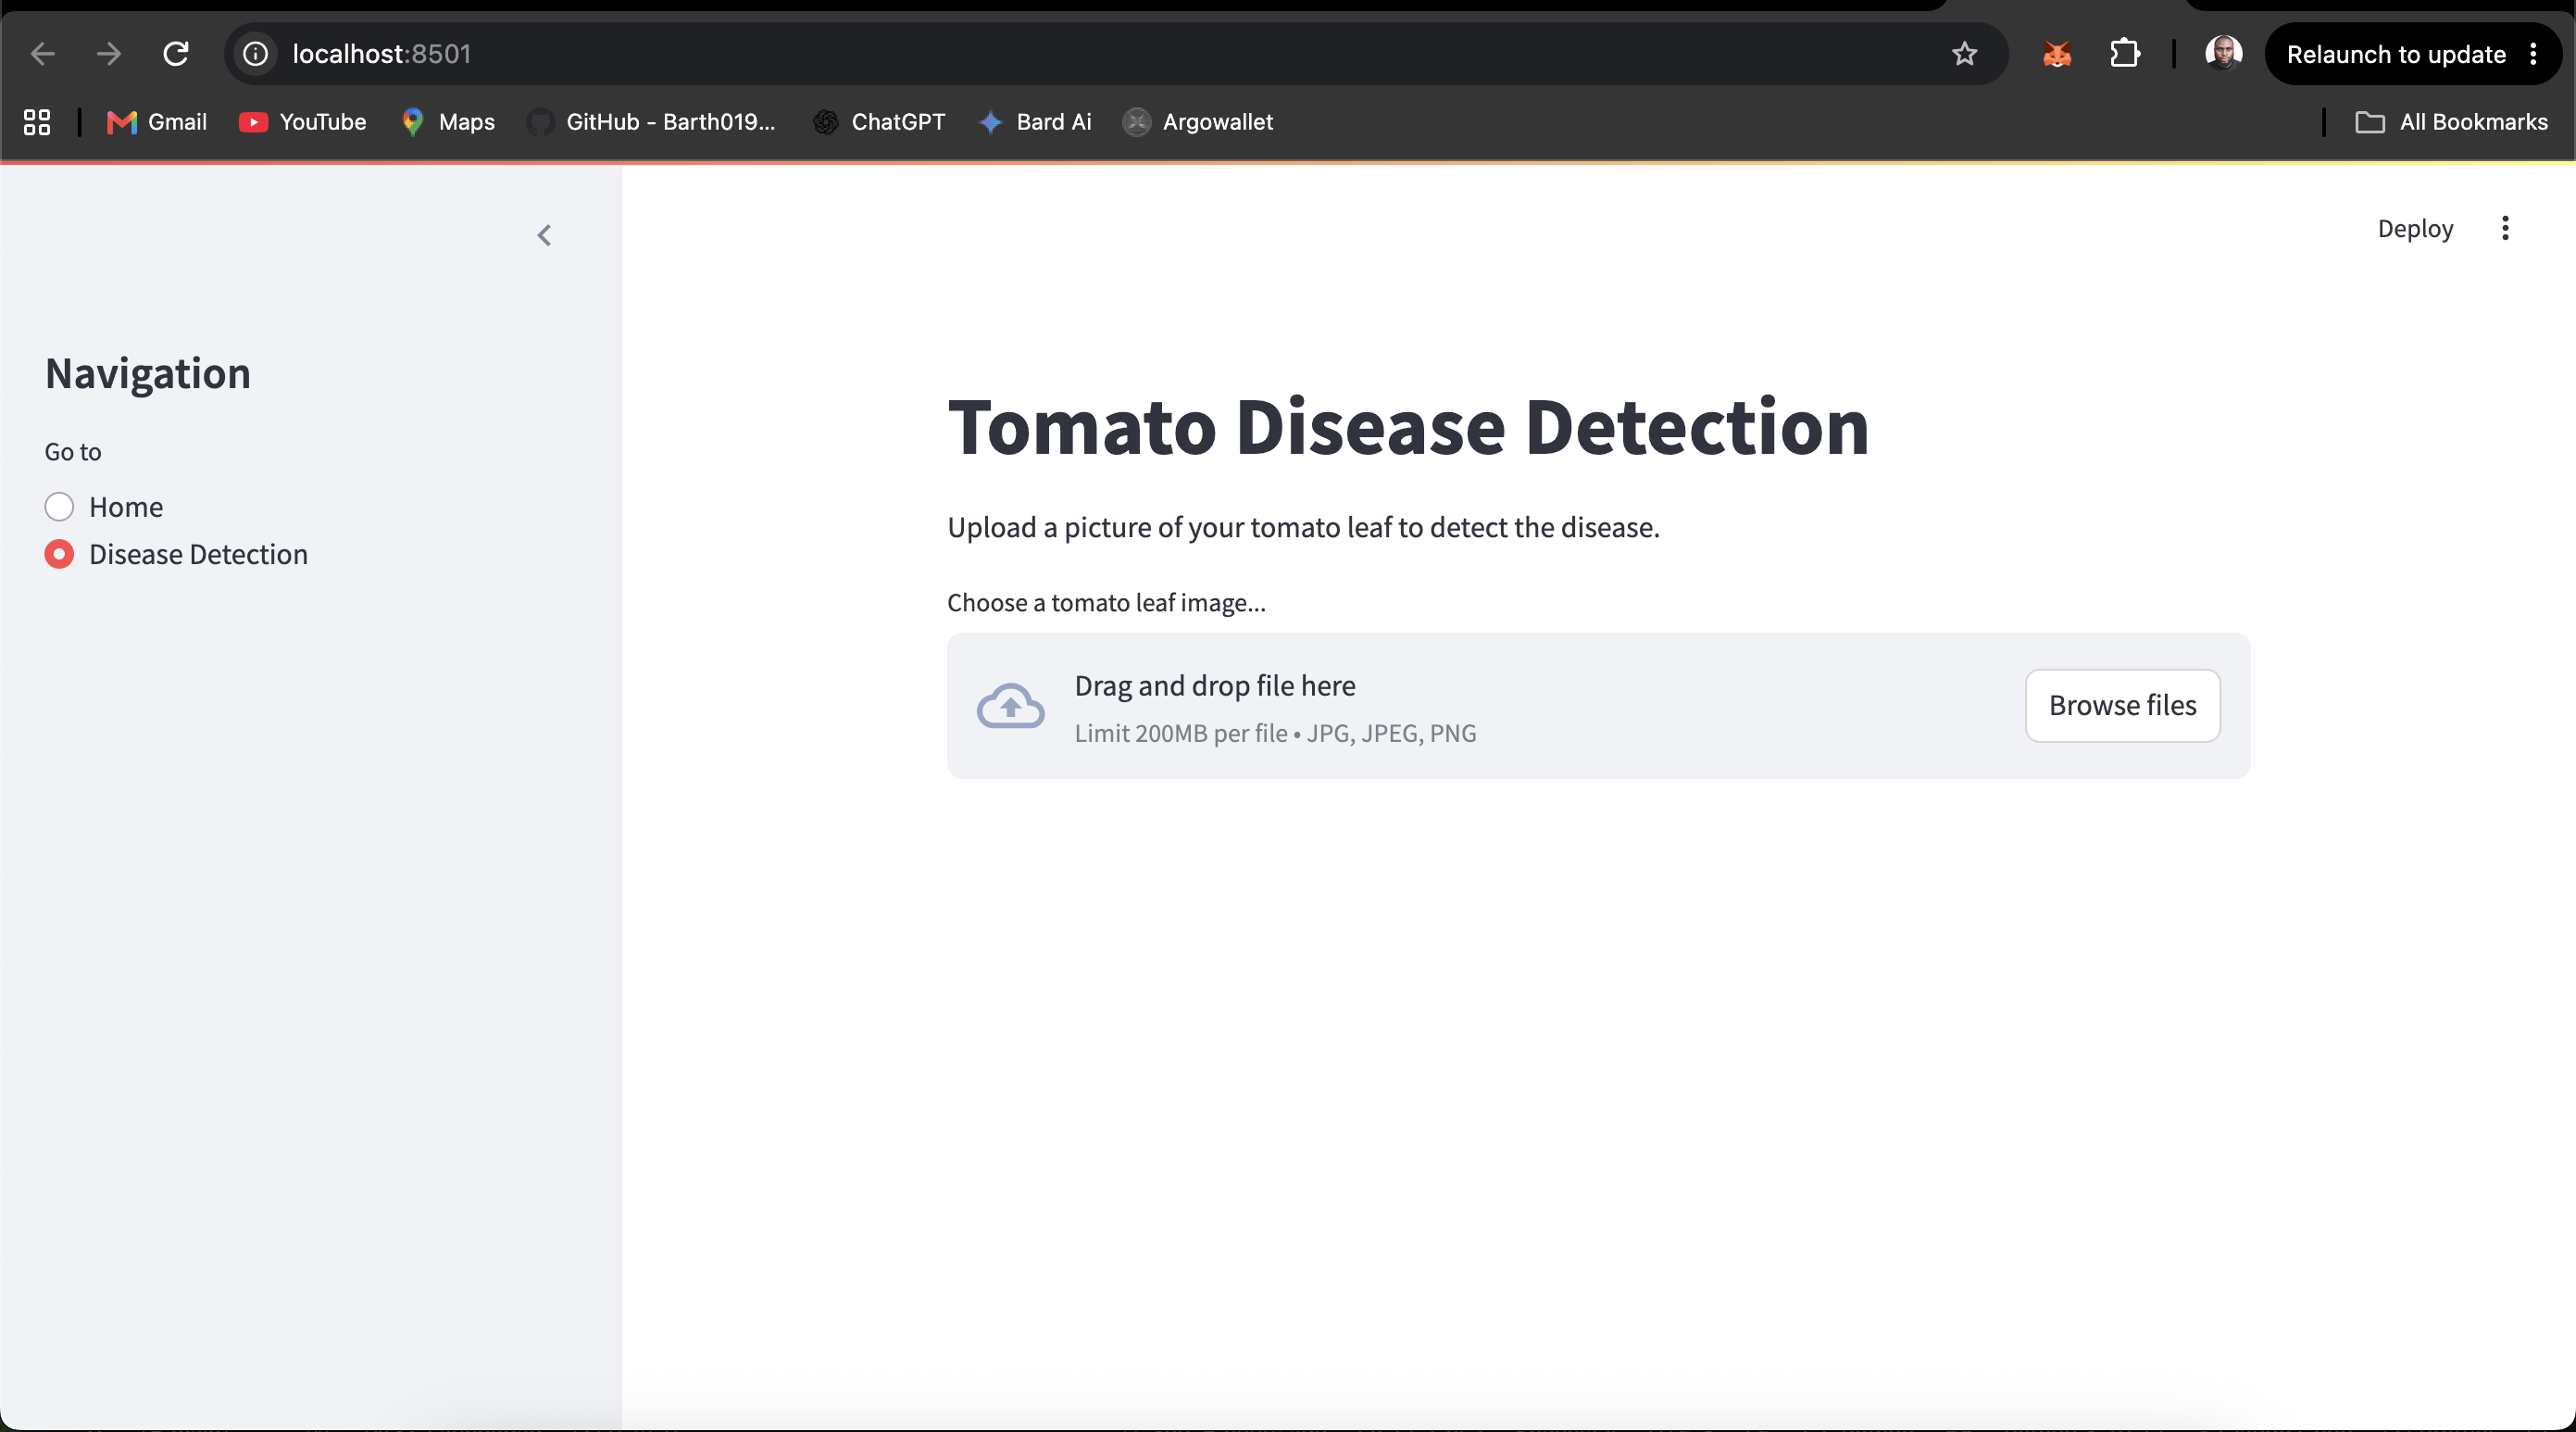 localhost:8501
Relaunch to update
Gmail YouTube Maps GitHub - Barth019... ChatGPT Bard Ai Argowallet All Bookmarks
Deploy
Navigation
Go to
Home
Disease Detection
Tomato Disease Detection
Upload a picture of your tomato leaf to detect the disease.
Choose a tomato leaf image...
Drag and drop file here
Limit 200MB per file • JPG, JPEG, PNG
Browse files